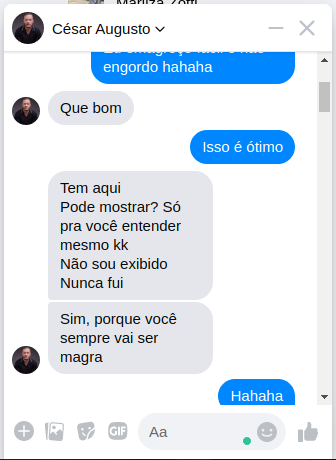 César Augusto
engordo hahaha
Que bom
Isso é ótimo
Tem aqui
Pode mostrar? Só
pra você entender
mesmo kk
Não sou exibido
Nunca fui
Sim, porque você
sempre vai ser
magra
Hahaha
GIF
Aa